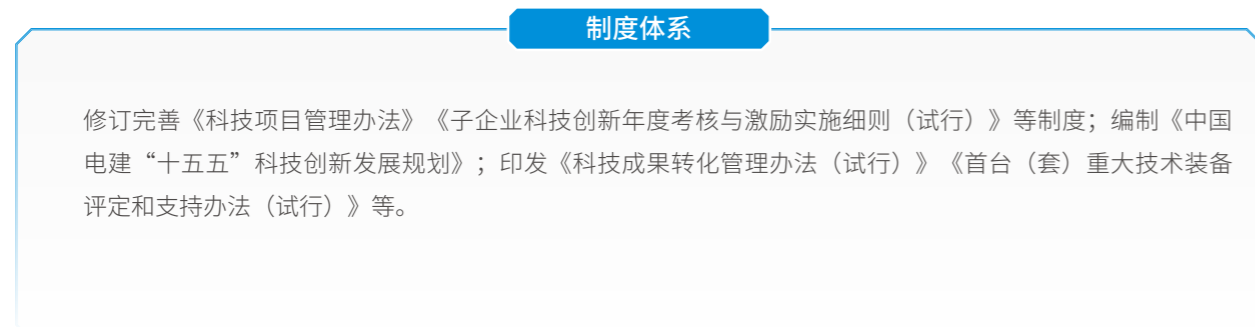 制度体系
修订完善《科技项目管理办法》《子企业科技创新年度考核与激励实施细则（试行）》等制度；编制《中国
电建“十五五”科技创新发展规划》；印发《科技成果转化管理办法（试行）》《首台（套）重大技术装备
评定和支持办法（试行）》等。